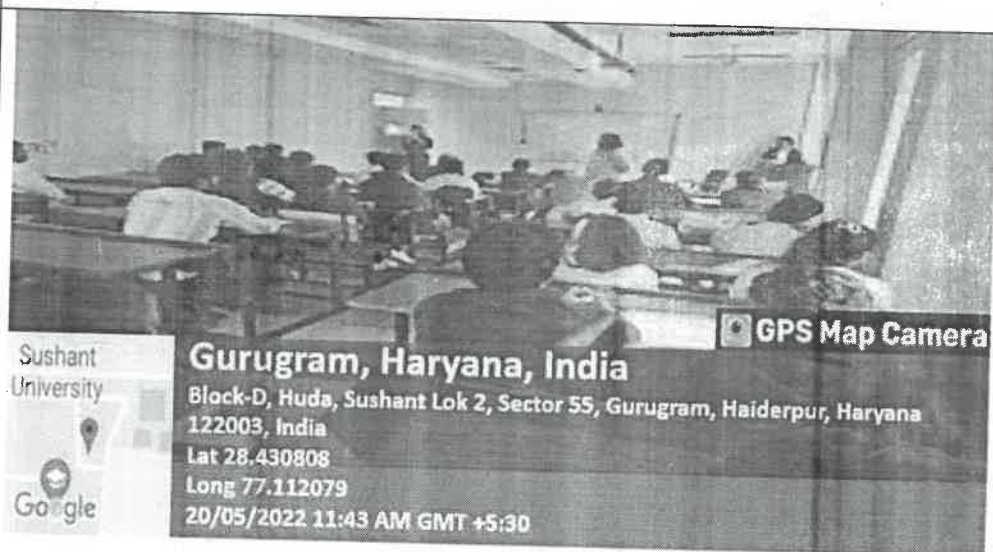 GPS Map Camera
Sushant
University
Google
Gurugram, Haryana, India
Block-D, Huda, Sushant Lok 2, Sector 55, Gurugram, Haiderpur, Haryana
122003, India
Lat 28.430808
Long 77.112079
20/05/2022 11:43 AM GMT +5:30